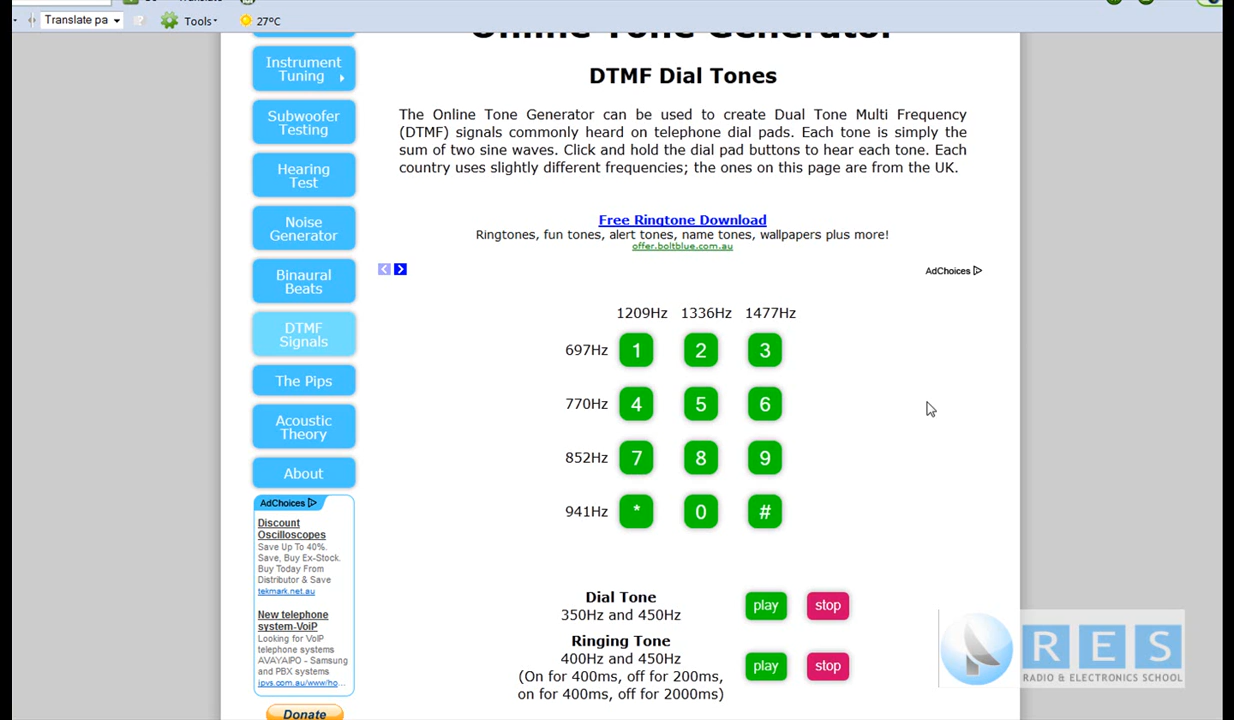 Translate pa
Tools
27°C
Online Tone Generator
DTMF Dial Tones
The Online Tone Generator can be used to create Dual Tone Multi Frequency
(DTMF) signals commonly heard on telephone dial pads. Each tone is simply the
sum of two sine waves. Click and hold the dial pad buttons to hear each tone. Each
country uses slightly different frequencies; the ones on this page are from the UK.
Instrument
Tuning
Subwoofer
Testing
Hearing
Test
Noise
Generator
Binaural
Beats
DTMF
Signals
The Pips
Acoustic
Theory
About
AdChoices
Discount
Oscilloscopes
Save Up To 40%.
Save, Buy Ex-Stock.
Buy Today From
Distributor & Save
tekmark.net.au
New telephone
system-VoiP
Looking for VoIP
telephone systems
AVAYAIPO - Samsung
and PBX systems
ipvs.com.au/www/ho...
Donate
Free Ringtone Download
Ringtones, fun tones, alert tones, name tones, wallpapers plus more!
offer.boltblue.com.au
AdChoices
1209Hz 1336Hz 1477Hz
697Hz 1 2 3
770Hz 4 5 6
852Hz 7 8 9
941Hz * 0 #
Dial Tone
350Hz and 450Hz
play stop
Ringing Tone
400Hz and 450Hz
(On for 400ms, off for 200ms,
on for 400ms, off for 2000ms)
play stop
RES
RADIO & ELECTRONICS SCHOOL